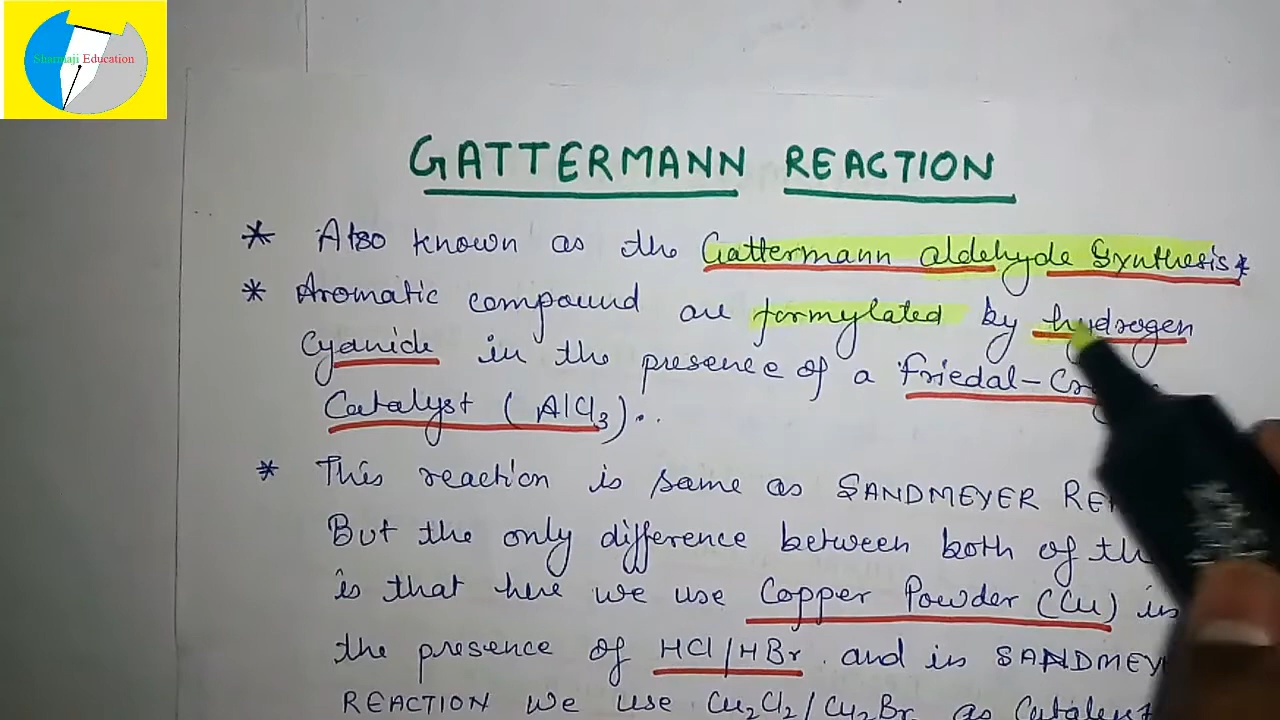 Sharmaji Education
GATTERMANN REACTION
* Also known as the Gattermann aldehyde Synthesis*
* Aromatic compound are formylated by hydrogen
Cyanide in the presence of a Friedal-
Catalyst (AlCl3)..
* This reaction is same as SANDMEYER
But the only difference between both of
is that here we use Copper Powder (Cu) in
the presence of HCl/HBr and in
REACTION we use Cu2Cl2/Cu2Br as